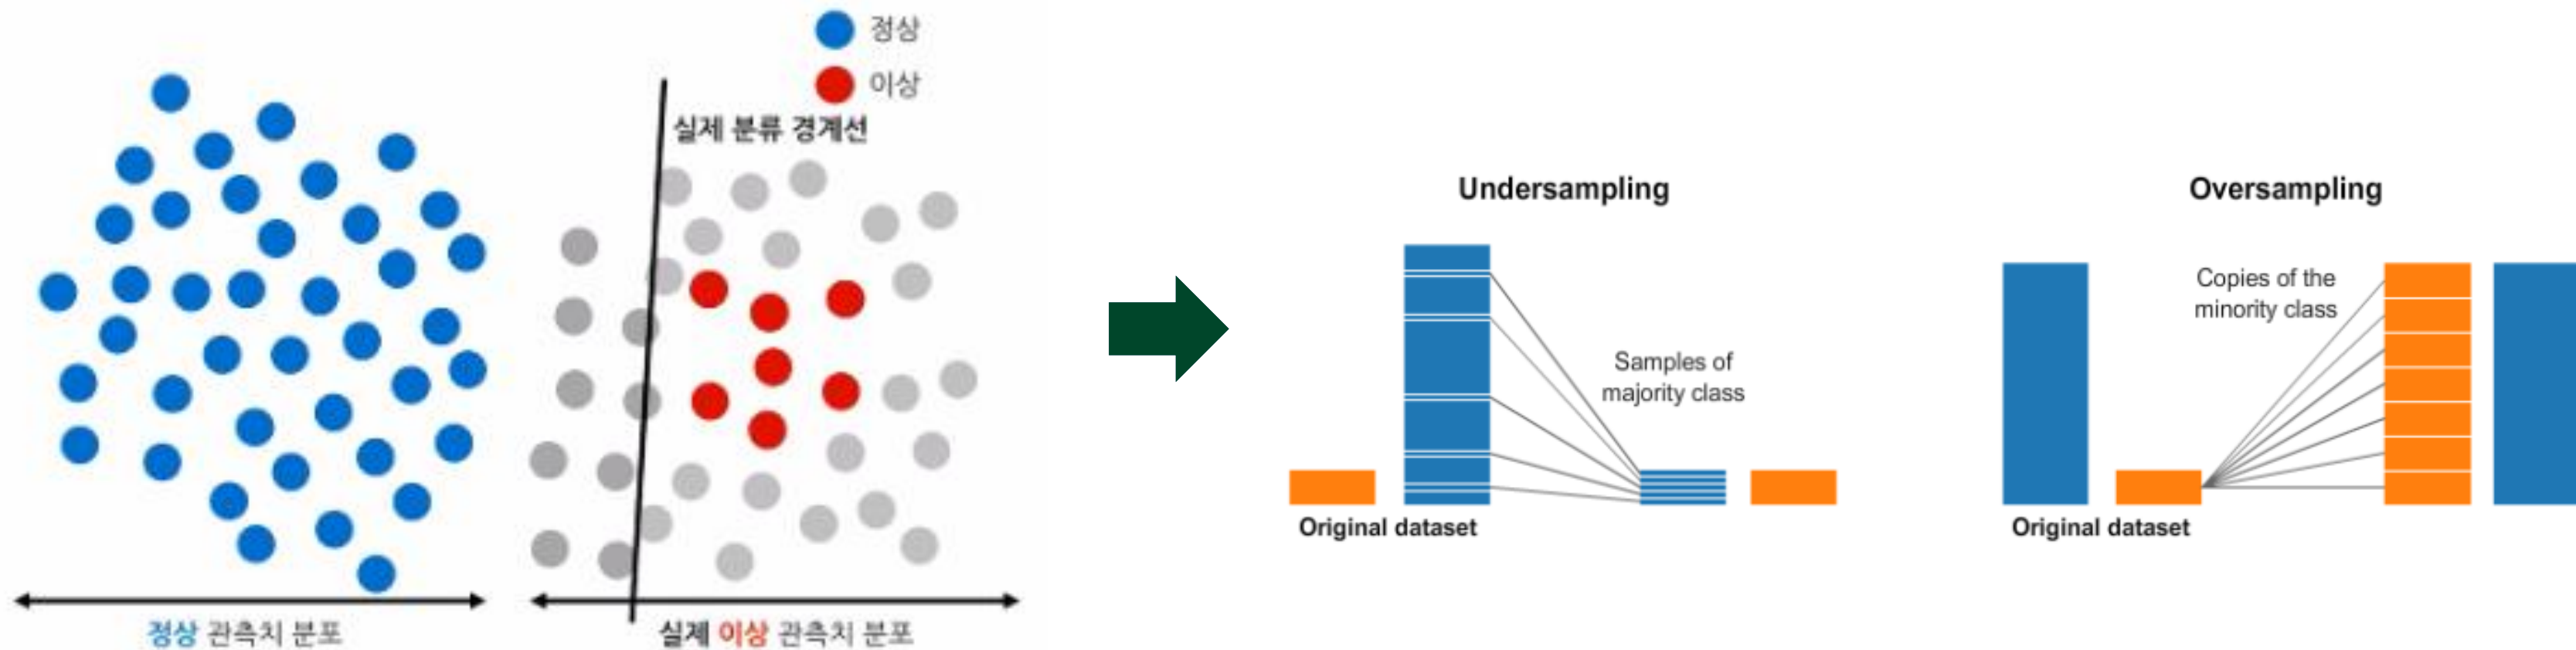 정상
이상
실제 분류 경계선
정상 관측치 분포
실제 이상 관측치 분포
Undersampling
Samples of
majority class
Original dataset
Oversampling
Copies of the
minority class
Original dataset